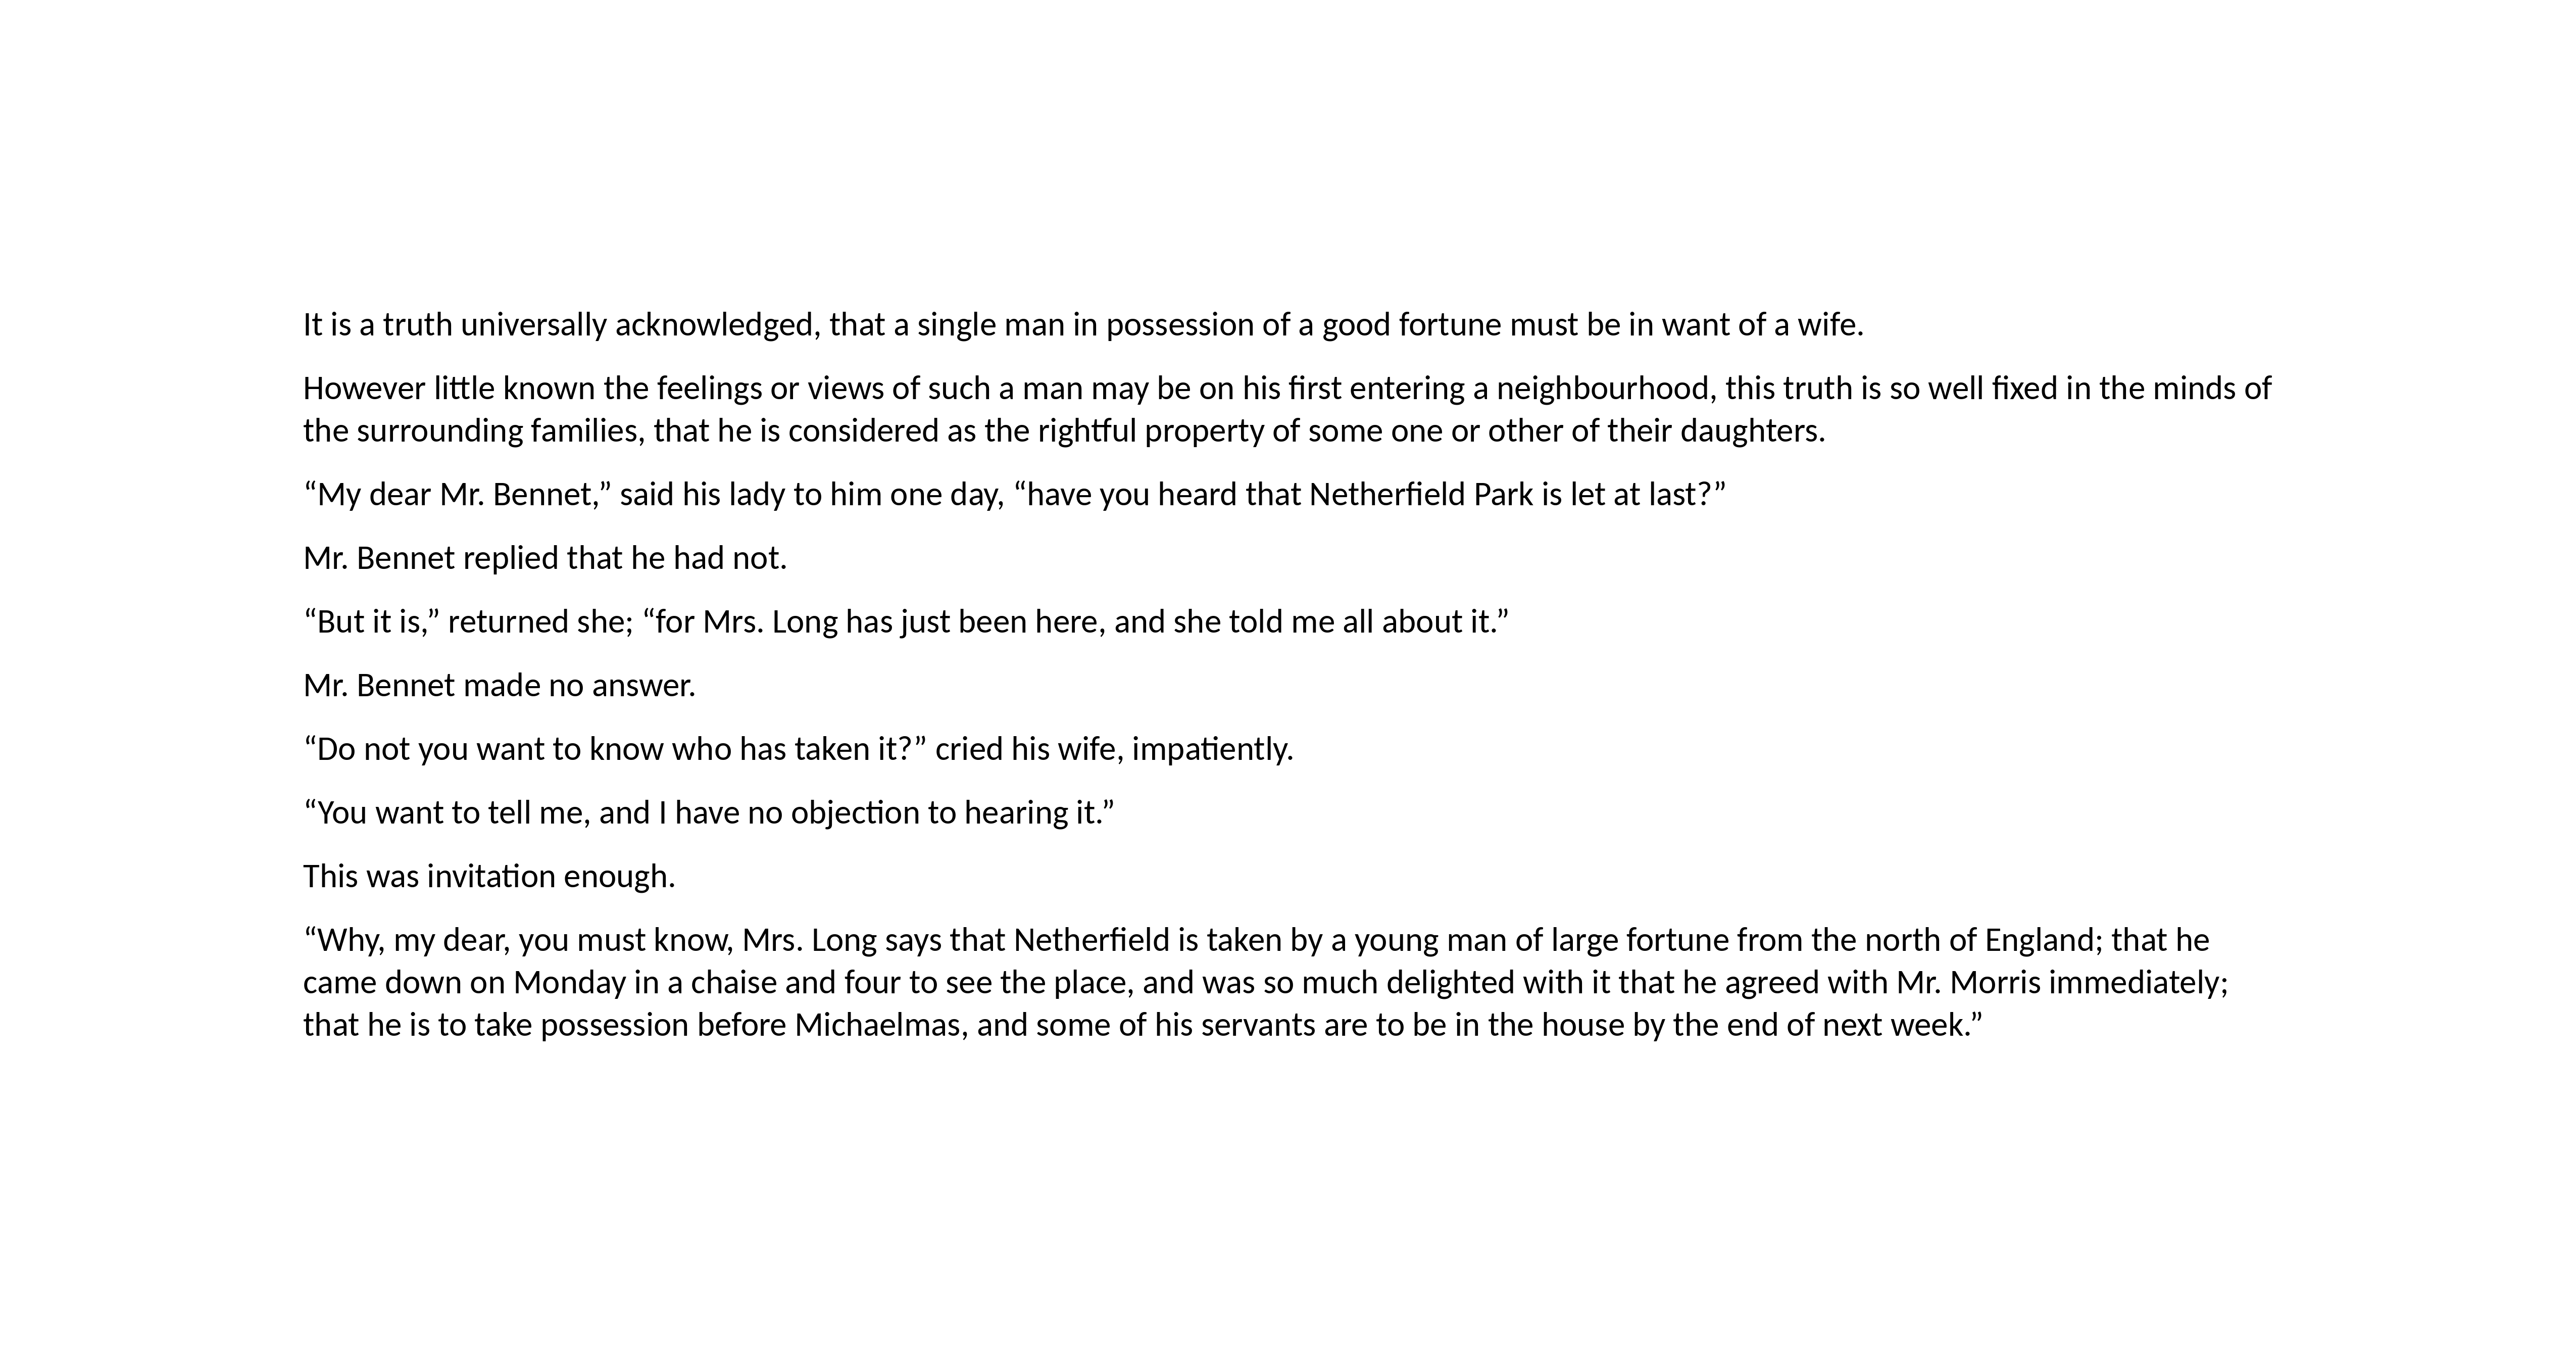 It is a truth universally acknowledged, that a single man in possession of a good fortune must be in want of a wife.
However little known the feelings or views of such a man may be on his first entering a neighbourhood, this truth is so well fixed in the minds of
the surrounding families, that he is considered as the rightful property of some one or other of their daughters.
“My dear Mr. Bennet,” said his lady to him one day, “have you heard that Netherfield Park is let at last?”
Mr. Bennet replied that he had not.
“But it is,” returned she; “for Mrs. Long has just been here, and she told me all about it.”
Mr. Bennet made no answer.
“Do not you want to know who has taken it?” cried his wife, impatiently.
“You want to tell me, and I have no objection to hearing it.”
This was invitation enough.
“Why, my dear, you must know, Mrs. Long says that Netherfield is taken by a young man of large fortune from the north of England; that he
came down on Monday in a chaise and four to see the place, and was so much delighted with it that he agreed with Mr. Morris immediately;
that he is to take possession before Michaelmas, and some of his servants are to be in the house by the end of next week.”